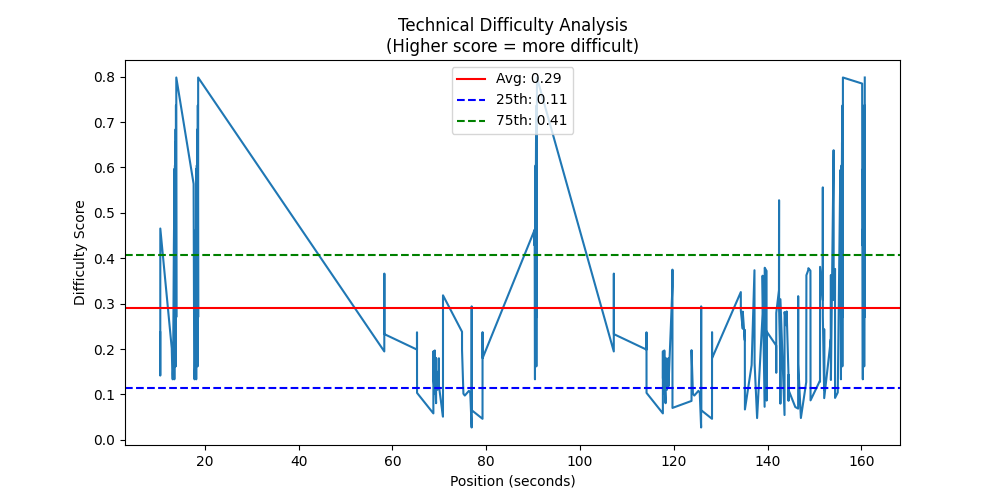 Technical Difficulty Analysis
(Higher score = more difficult)
Avg: 0.29
25th: 0.11
75th: 0.41
Difficulty Score
0.8
0.7
0.6
0.5
0.4
0.3
0.2
0.1
0.0
20 40 60 80 100 120 140 160
Position (seconds)